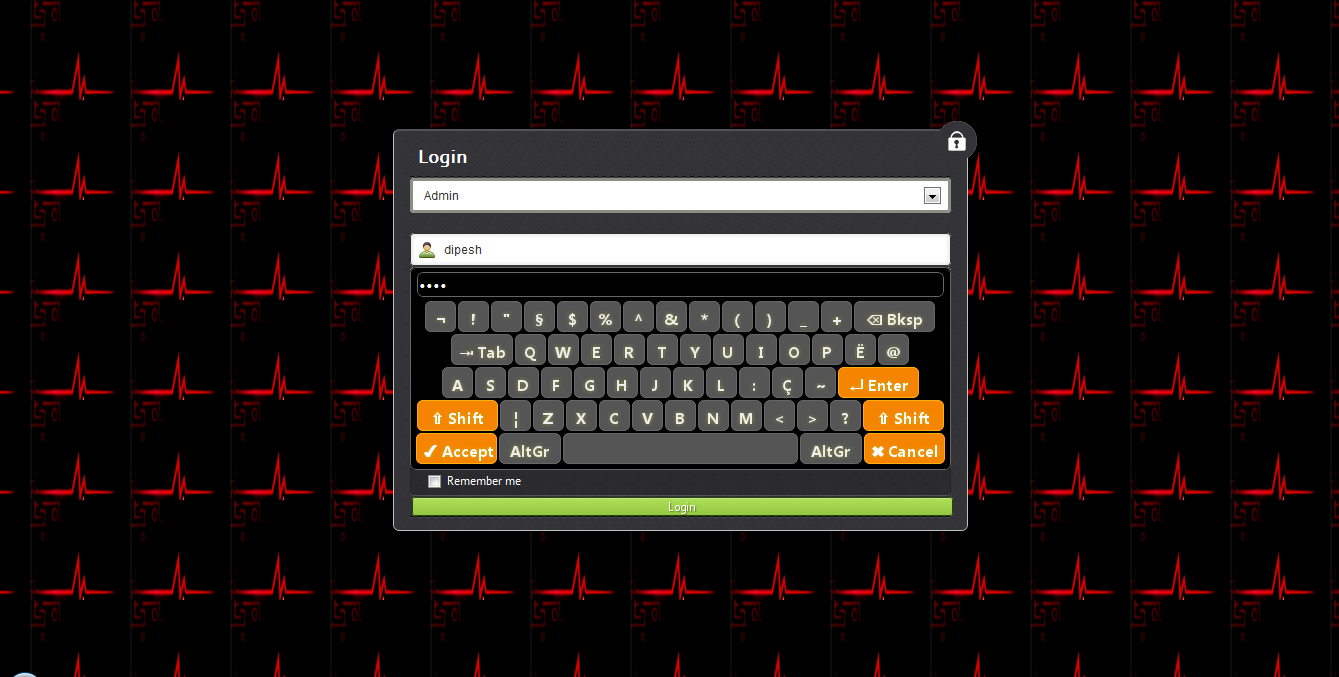 Login
Admin
dipesh
••••
¬ ! " § $ % ^ & * ( ) _ + ⌫ Bksp
⇥ Tab Q W E R T Y U I O P Ë @
A S D F G H J K L : Ç ~ ↵ Enter
⇧ Shift ¦ Z X C V B N M < > ? ⇧ Shift
✔ Accept AltGr AltGr ✖ Cancel
Remember me
Login